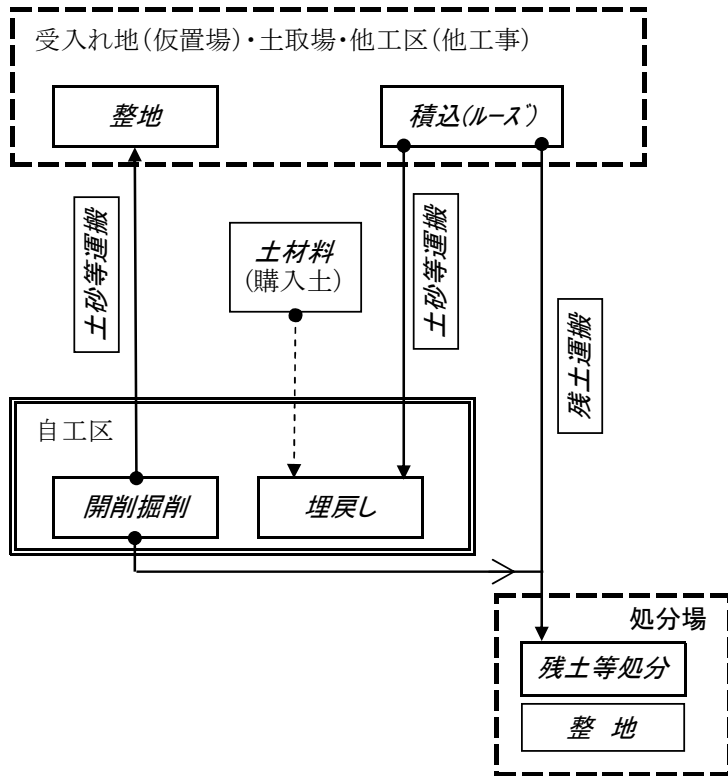 受入れ地(仮置場)・土取場・他工区(他工事)
整地
積込(ﾙｰｽﾞ)
土砂等運搬
土材料
(購入土)
土砂等運搬
残土運搬
自工区
開削掘削
埋戻し
処分場
残土等処分
整 地